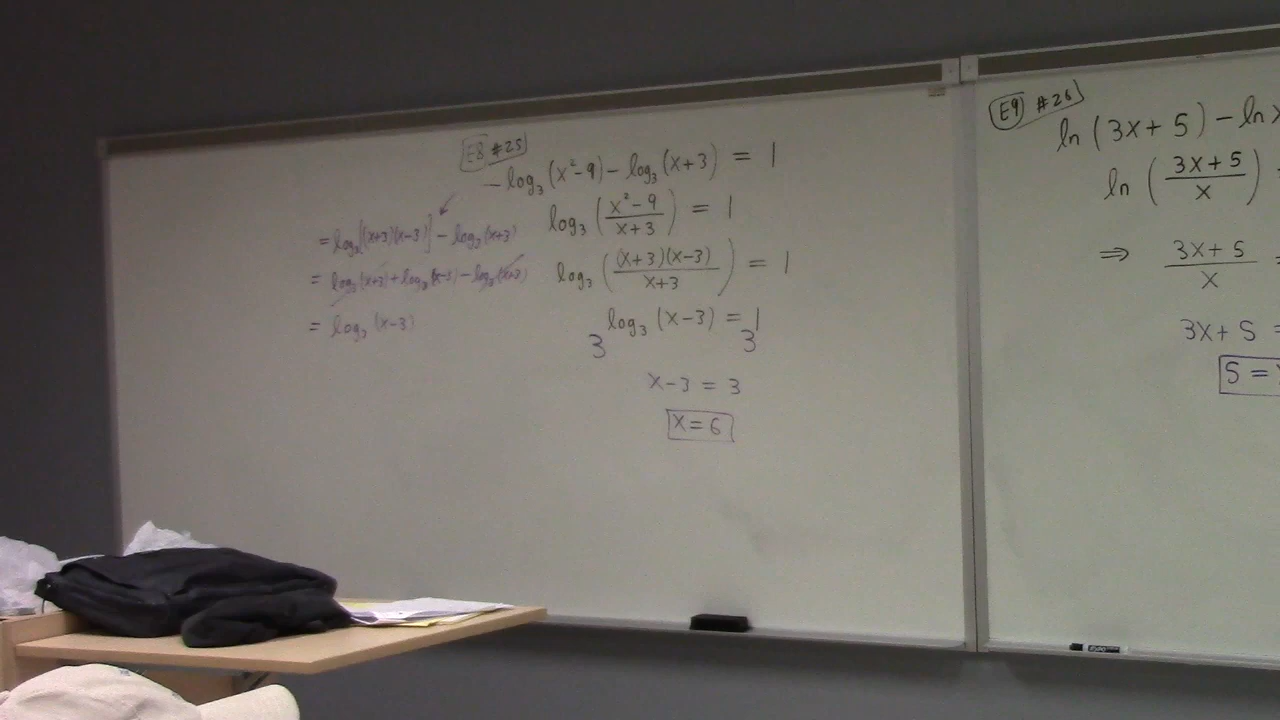 E8 #25
log₃(x²-9) - log₃(x+3) = 1
log₃((x²-9)/(x+3)) = 1
log₃((x+3)(x-3)/(x+3)) = 1
log₃(x-3) = 1
3 3
x-3 = 3
x = 6
= log₃[(x+3)(x-3)] - log₃(x+3)
= log₃(x+3) + log₃(x-3) - log₃(x+3)
= log₃(x-3)
E9 #26
ln(3x+5) - ln x
ln((3x+5)/x)
⇒ (3x+5)/x =
3x+5 =
5 =